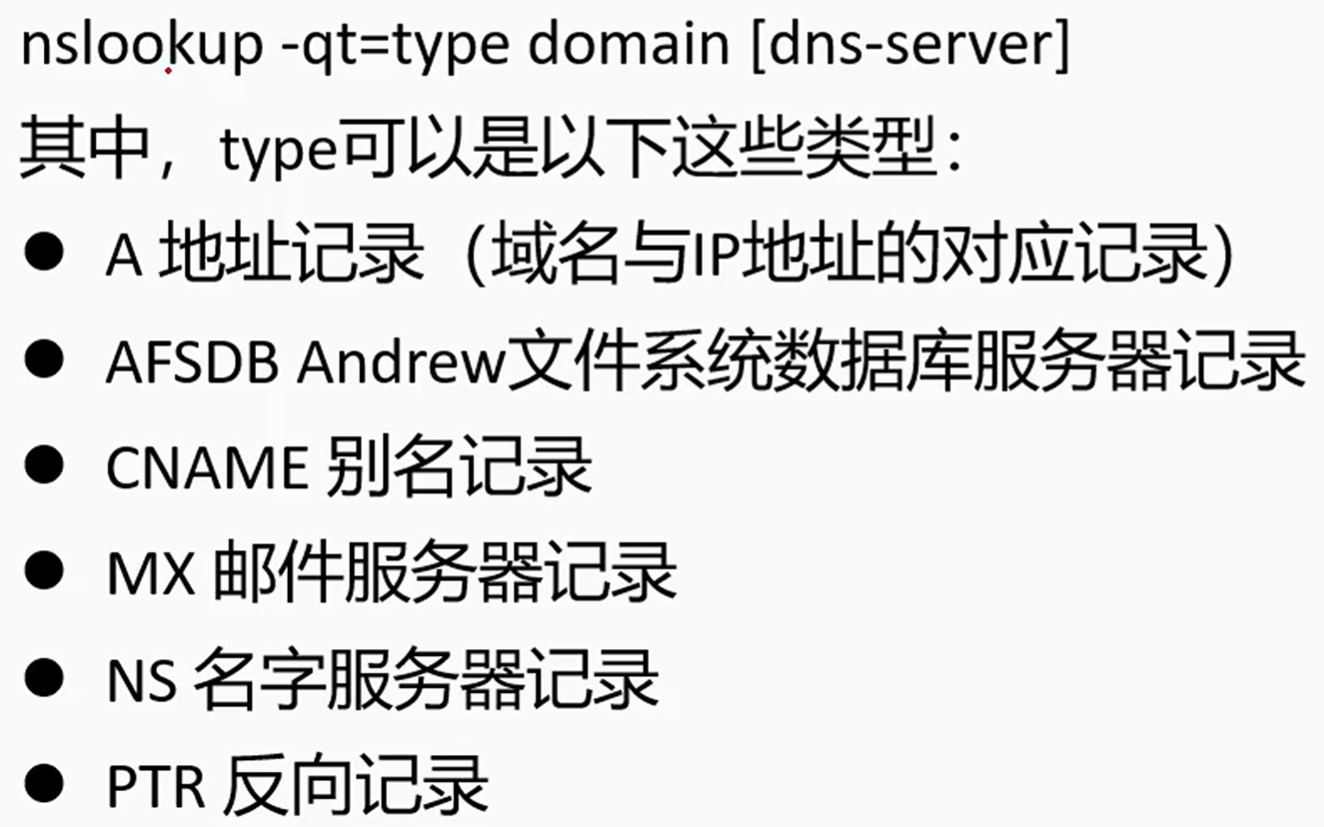 nslookup -qt=type domain [dns-server]
其中，type可以是以下这些类型：
● A 地址记录（域名与IP地址的对应记录）
● AFSDB Andrew文件系统数据库服务器记录
● CNAME 别名记录
● MX 邮件服务器记录
● NS 名字服务器记录
● PTR 反向记录